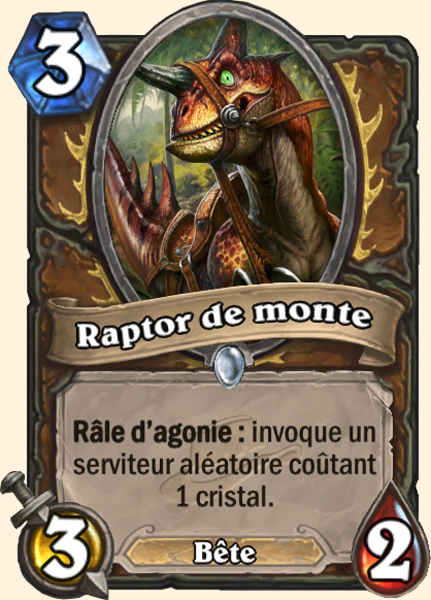 3
Raptor de monte
Râle d’agonie : invoque un
serviteur aléatoire coûtant
1 cristal.
3
Bête
2